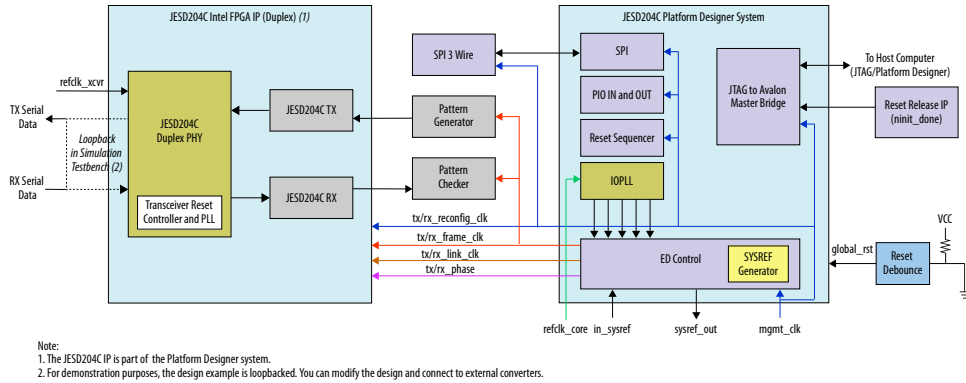 JESD204C Intel FPGA IP (Duplex) (1)
JESD204C Platform Designer System
refclk_xcvr
TX Serial
Data
Loopback
in Simulation
Testbench (2)
RX Serial
Data
JESD204C
Duplex PHY
Transceiver Reset
Controller and PLL
JESD204C TX
JESD204C RX
SPI 3 Wire
Pattern
Generator
Pattern
Checker
tx/rx_reconfig_clk
tx/rx_frame_clk
tx/rx_link_clk
tx/rx_phase
SPI
PIO IN and OUT
Reset Sequencer
IOPLL
JTAG to Avalon
Master Bridge
ED Control
SYSREF
Generator
To Host Computer
(JTAG/Platform Designer)
Reset Release IP
(ninit_done)
VCC
global_rst
Reset
Debounce
refclk_core
in_sysref
sysref_out
mgmt_clk
Note:
1. The JESD204C IP is part of the Platform Designer system.
2. For demonstration purposes, the design example is loopbacked. You can modify the design and connect to external converters.